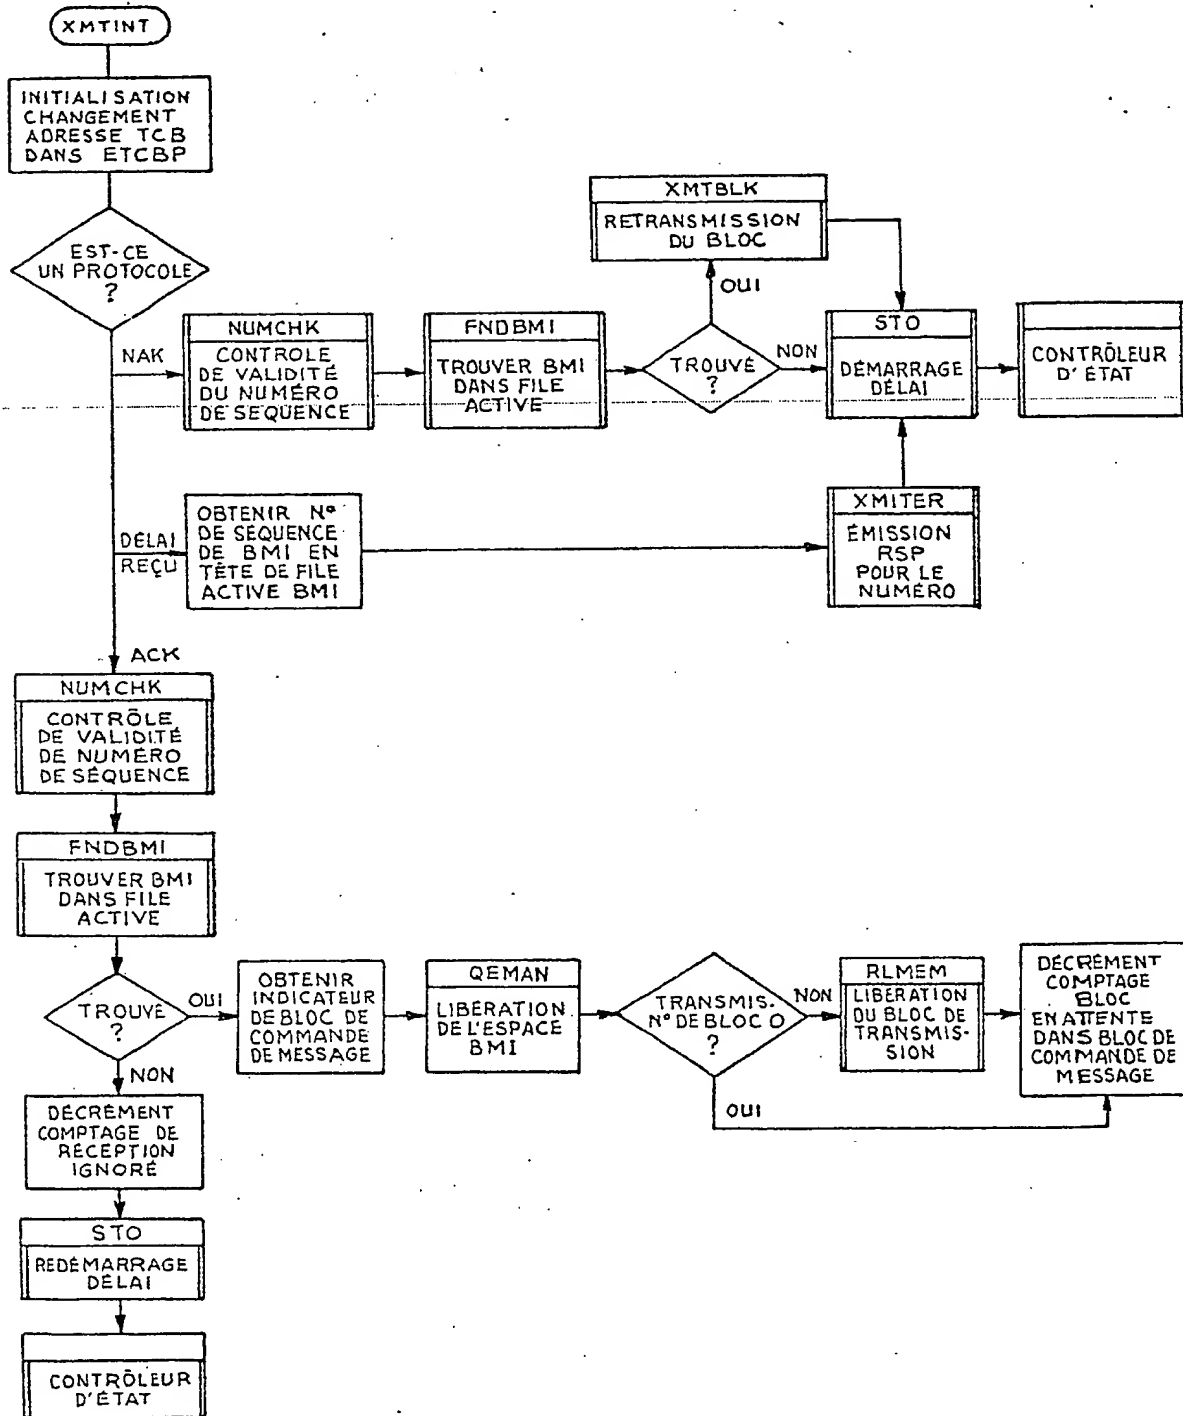 XMTINT
INITIALISATION
CHANGEMENT
ADRESSE TCB
DANS ETCBP
EST-CE
UN PROTOCOLE
?
NAK
NUMCHK
CONTROLE
DE VALIDITÉ
DU NUMÉRO
DE SÉQUENCE
FNDBMI
TROUVER BMI
DANS FILE
ACTIVE
TROUVÉ
?
OUI
NON
XMTBLK
RETRANSMISSION
DU BLOC
STO
DÉMARRAGE
DÉLAI
CONTRÔLEUR
D'ÉTAT
DÉLAI
REÇU
OBTENIR N°
DE SÉQUENCE
DE BMI EN
TÊTE DE FILE
ACTIVE BMI
XMITER
ÉMISSION
RSP
POUR LE
NUMÉRO
ACK
NUMCHK
CONTRÔLE
DE VALIDITÉ
DE NUMÉRO
DE SÉQUENCE
FNDBMI
TROUVER BMI
DANS FILE
ACTIVE
TROUVÉ
?
OUI
OBTENIR
INDICATEUR
DE BLOC DE
COMMANDE
DE MESSAGE
QEMAN
LIBÉRATION
DE L'ESPACE
BMI
TRANSMIS.
N° DE BLOC O
?
NON
RLMEM
LIBÉRATION
DU BLOC DE
TRANSMIS-
SION
DÉCRÉMENT
COMPTAGE
BLOC
EN ATTENTE
DANS BLOC DE
COMMANDE DE
MESSAGE
OUI
NON
DÉCRÉMENT
COMPTAGE DE
RÉCEPTION
IGNORÉ
STO
REDÉMARRAGE
DÉLAI
CONTRÔLEUR
D'ÉTAT